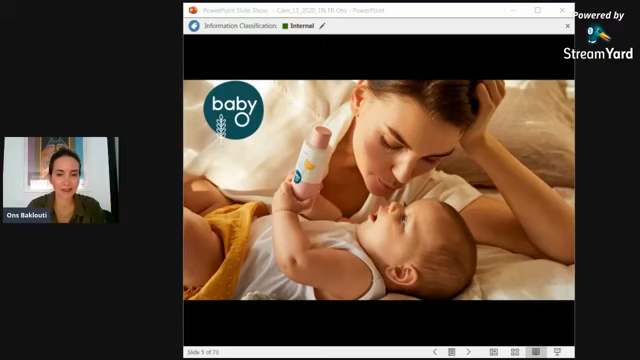 PowerPoint Slide Show - Cam_11_2020_TN FB Ons - PowerPoint
Information Classification: Internal
Powered by
StreamYard
baby
O
Ons Baklouti
Slide 5 of 73